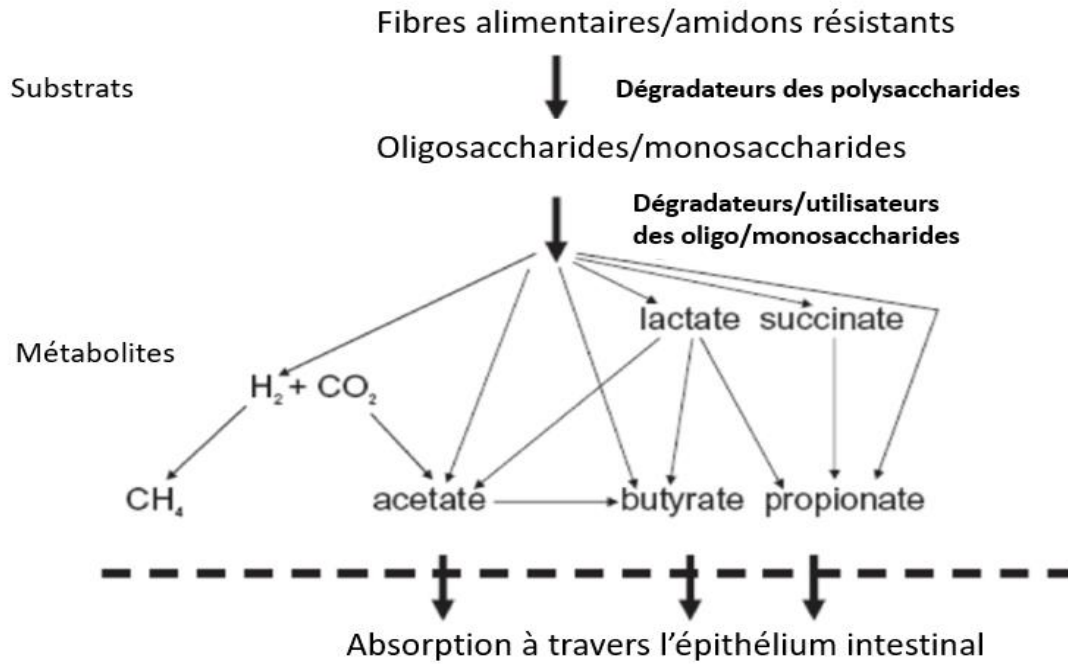 Fibres alimentaires/amidons résistants
Substrats
Dégradateurs des polysaccharides
Oligosaccharides/monosaccharides
Dégradateurs/utilisateurs
des oligo/monosaccharides
lactate succinate
Métabolites
H₂ + CO₂
CH₄ acetate butyrate propionate
Absorption à travers l'épithélium intestinal